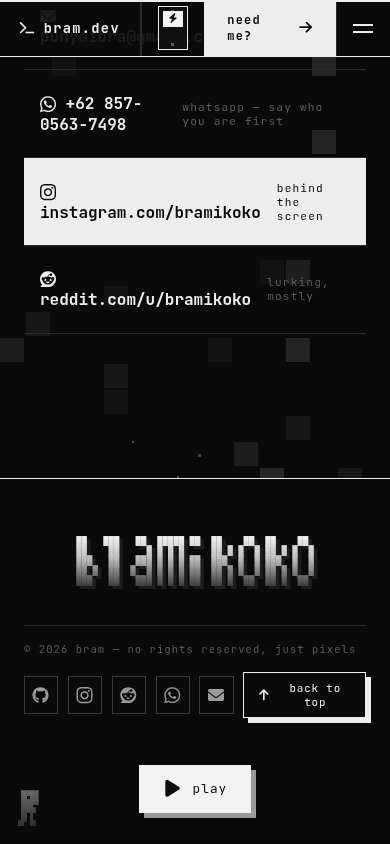 bram.dev
need
me?
+62 857-
0563-7498
whatsapp — say who
you are first
instagram.com/bramikoko
behind
the
screen
reddit.com/u/bramikoko
lurking,
mostly
bramikoko
© 2026 bram — no rights reserved, just pixels
back to
top
play